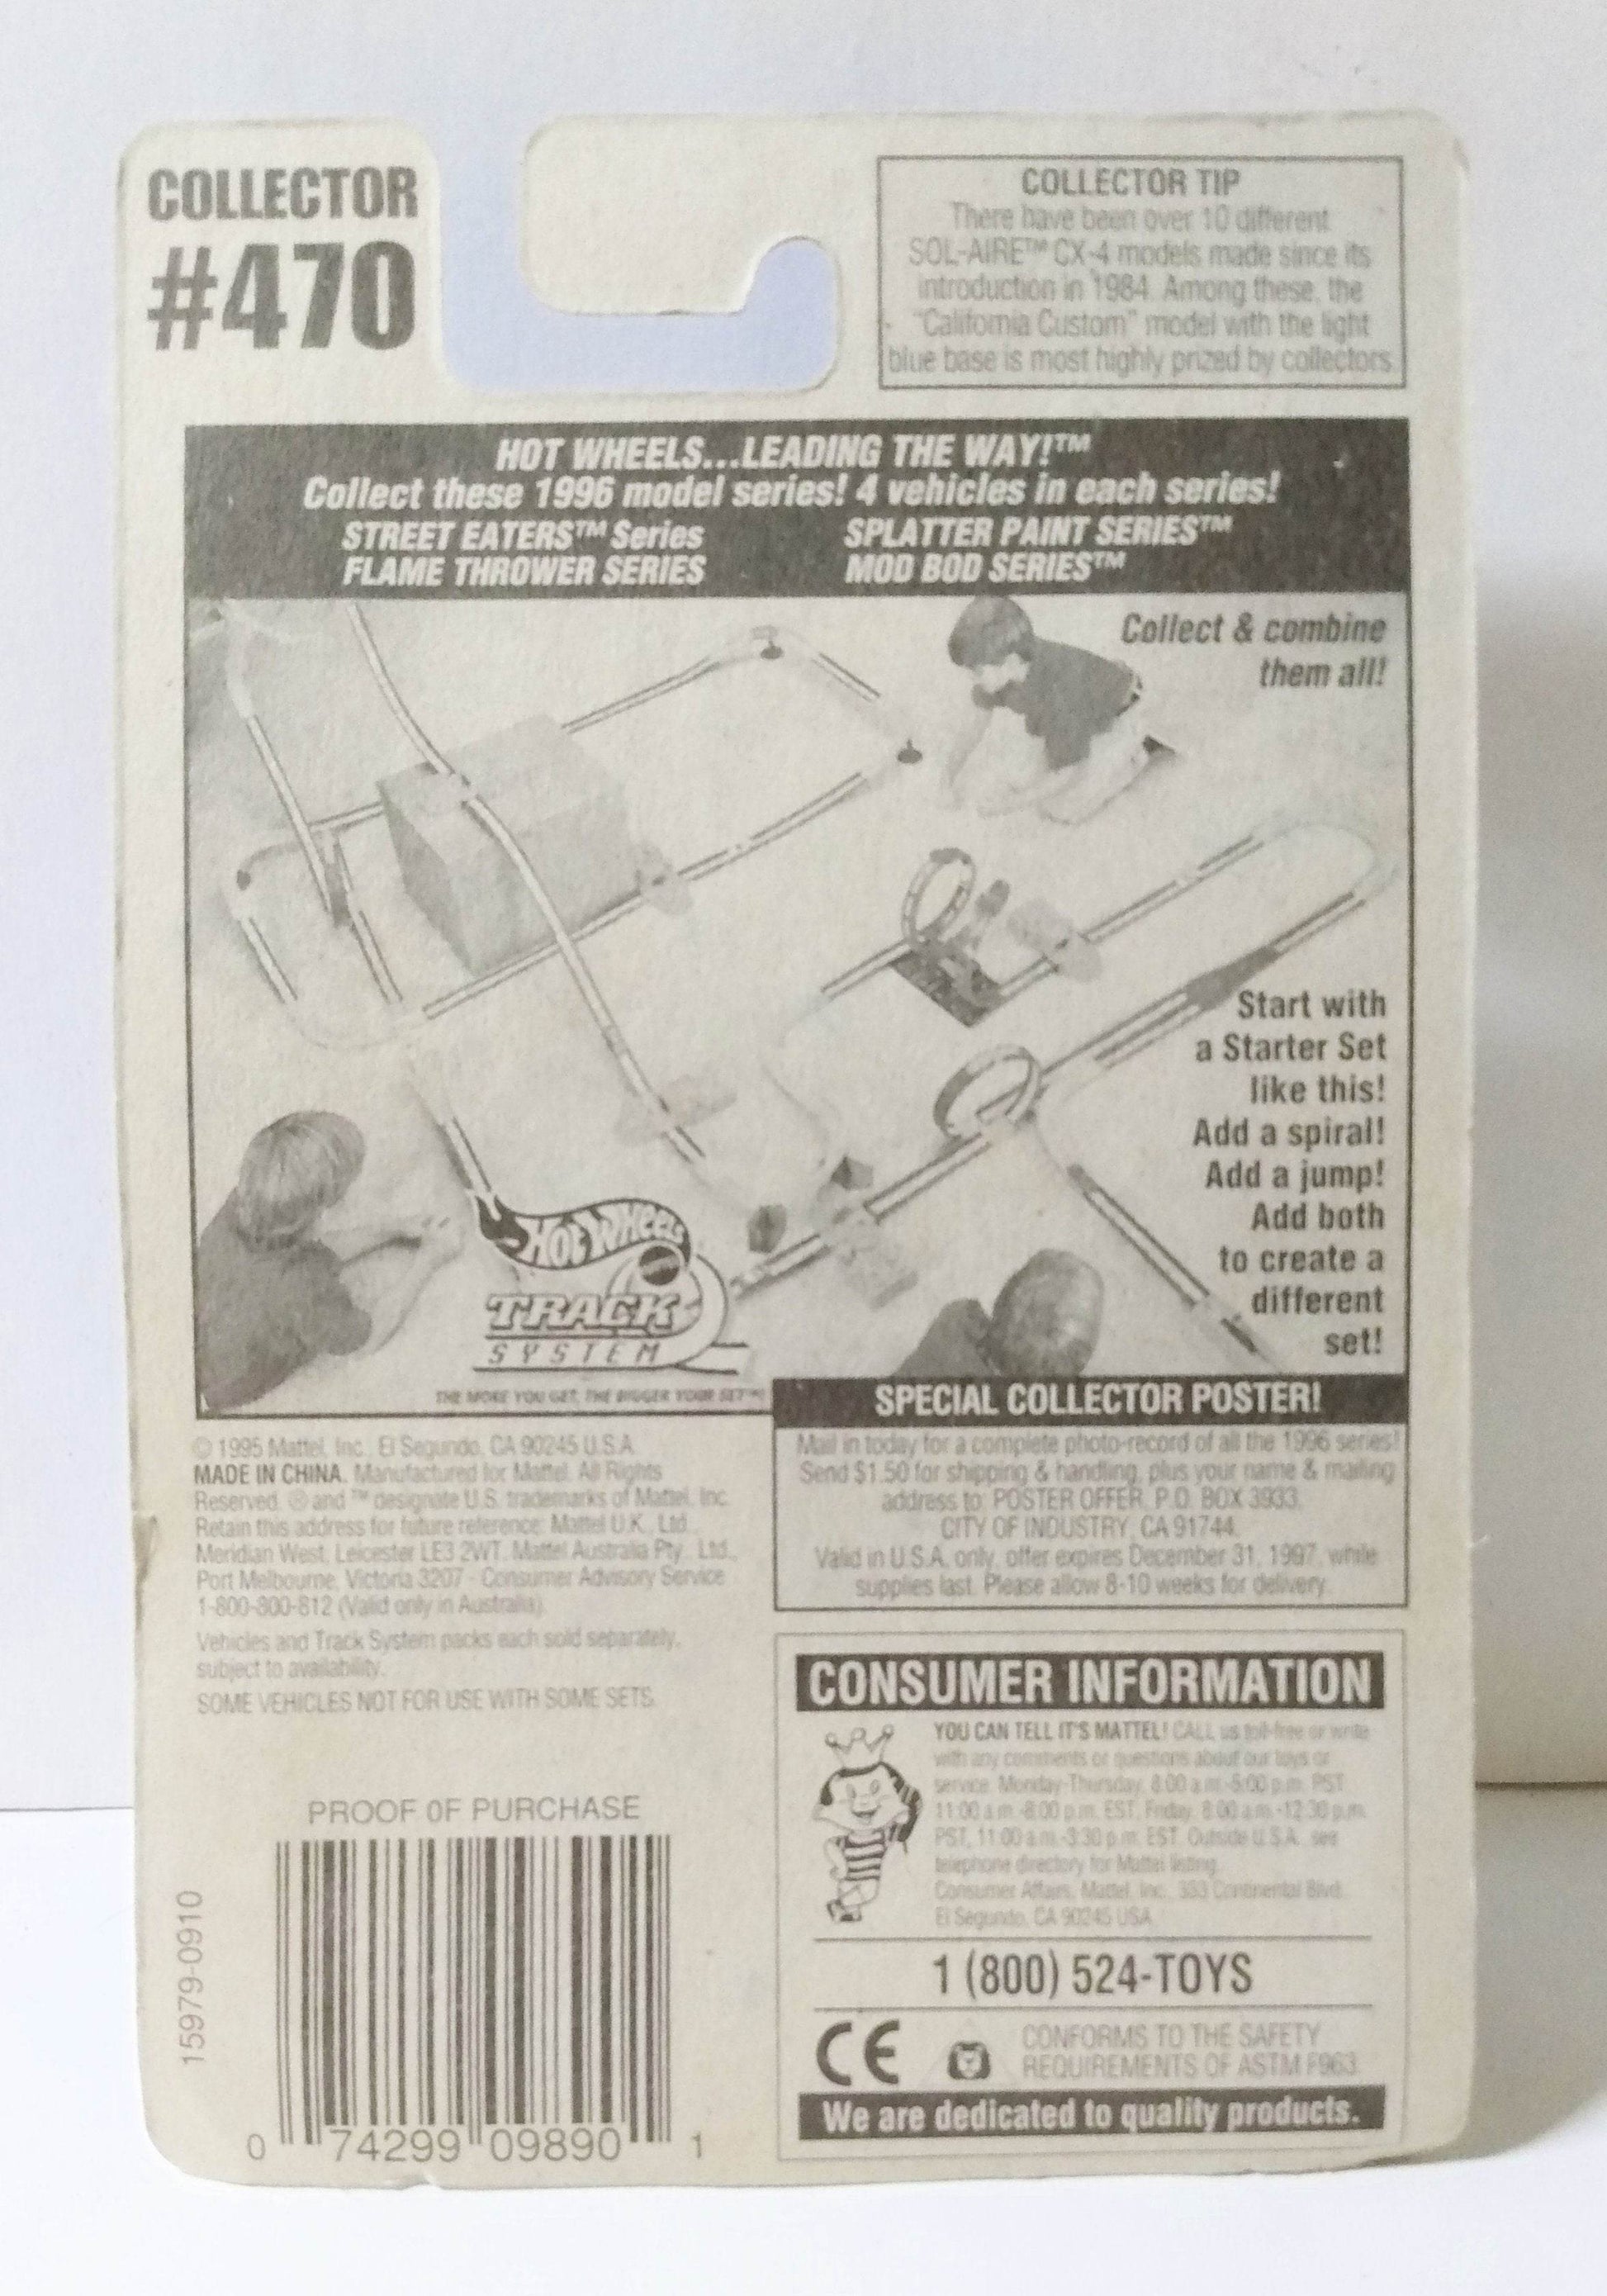 COLLECTOR
#470
COLLECTOR TIP
There have been over 10 different
SOL-AIRE™ CX-4 models made since its
introduction in 1984. Among these, the
"California Custom" model with the light
blue base is most highly prized by collectors.
HOT WHEELS...LEADING THE WAY!™
Collect these 1996 model series! 4 vehicles in each series!
STREET EATERS™ Series
SPLATTER PAINT SERIES™
FLAME THROWER SERIES
MOD BOD SERIES™
Collect & combine
them all!
Start with
a Starter Set
like this!
Add a spiral!
Add a jump!
Add both
to create a
different
set!
HOT WHEELS
TRACK
SYSTEM
THE MORE YOU GET, THE BIGGER YOUR SET™!
SPECIAL COLLECTOR POSTER!
Mail in today for a complete photo-record of all the 1996 series!
Send $1.50 for shipping & handling, plus your name & mailing
address to: POSTER OFFER, P.O. BOX 3933,
CITY OF INDUSTRY, CA 91744.
Valid in U.S.A. only, offer expires December 31, 1997, while
supplies last. Please allow 8-10 weeks for delivery.
© 1995 Mattel, Inc., El Segundo, CA 90245 U.S.A.
MADE IN CHINA. Manufactured for Mattel. All Rights
Reserved. ® and ™ designate U.S. trademarks of Mattel, Inc.
Retain this address for future reference: Mattel U.K., Ltd.,
Meridian West, Leicester LE3 2WT. Mattel Australia Pty., Ltd.,
Port Melbourne, Victoria 3207 - Consumer Advisory Service
1-800-800-812 (Valid only in Australia).
Vehicles and Track System packs each sold separately,
subject to availability.
SOME VEHICLES NOT FOR USE WITH SOME SETS.
CONSUMER INFORMATION
YOU CAN TELL IT'S MATTEL! CALL us toll-free or write
with any comments or questions about our toys or
service. Monday-Thursday, 8:00 a.m.-5:00 p.m. PST,
11:00 a.m.-8:00 p.m. EST, Friday, 8:00 a.m.-12:30 p.m.
PST, 11:00 a.m.-3:30 p.m. EST. Outside U.S.A. see
telephone directory for Mattel listing.
Consumer Affairs, Mattel, Inc., 333 Continental Blvd.
El Segundo, CA 90245 USA
1 (800) 524-TOYS
CE
CONFORMS TO THE SAFETY
REQUIREMENTS OF ASTM F963.
We are dedicated to quality products.
PROOF OF PURCHASE
15979-0910
0 74299 09890 1